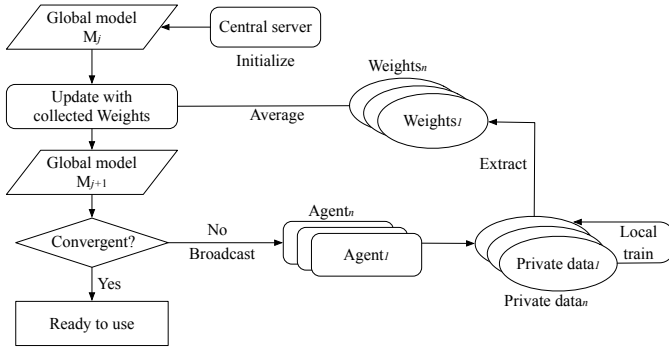 Global model
Mj
Central server
Initialize
Update with
collected Weights
Average
Weightsn
Weights1
Global model
Mj+1
Extract
Convergent?
No
Broadcast
Agentn
Agent1
Local
train
Private data1
Private datan
Yes
Ready to use